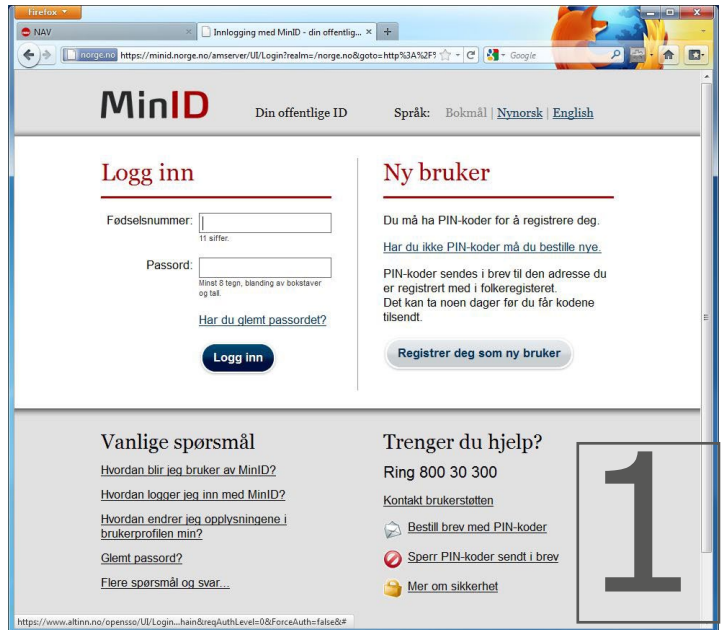 Firefox
NAV
Innlogging med MinID - din offentlig...
norge.no https://minid.norge.no/amserver/UI/Login?realm=/norge.no&goto=http%3A%2F%
Google
MinID
Din offentlige ID
Språk: Bokmål | Nynorsk | English
Logg inn
Fødselsnummer:
11 siffer.
Passord:
Minst 8 tegn, blanding av bokstaver
og tall.
Har du glemt passordet?
Logg inn
Ny bruker
Du må ha PIN-koder for å registrere deg.
Har du ikke PIN-koder må du bestille nye.
PIN-koder sendes i brev til den adresse du
er registrert med i folkeregisteret.
Det kan ta noen dager før du får kodene
tilsendt.
Registrer deg som ny bruker
Vanlige spørsmål
Hvordan blir jeg bruker av MinID?
Hvordan logger jeg inn med MinID?
Hvordan endrer jeg opplysningene i
brukerprofilen min?
Glemt passord?
Flere spørsmål og svar...
Trenger du hjelp?
Ring 800 30 300
Kontakt brukerstøtten
Bestill brev med PIN-koder
Sperr PIN-koder sendt i brev
Mer om sikkerhet
1
https://www.altinn.no/opensso/UI/Login...hain&reqAuthLevel=0&ForceAuth=false&#